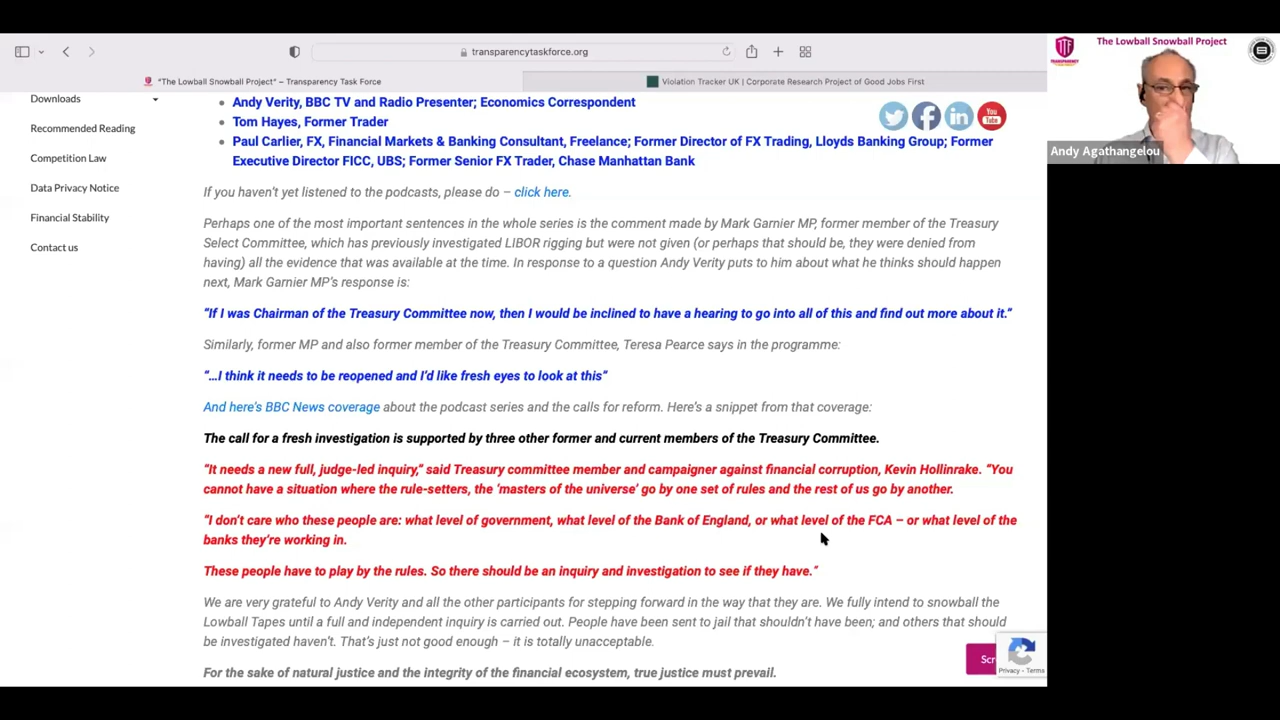 transparencytaskforce.org
"The Lowball Snowball Project" – Transparency Task Force
Violation Tracker UK | Corporate Research Project of Good Jobs First
The Lowball Snowball Project
Andy Agathangelou
Downloads
Recommended Reading
Competition Law
Data Privacy Notice
Financial Stability
Contact us
Andy Verity, BBC TV and Radio Presenter; Economics Correspondent
Tom Hayes, Former Trader
Paul Carlier, FX, Financial Markets & Banking Consultant, Freelance; Former Director of FX Trading, Lloyds Banking Group; Former
Executive Director FICC, UBS; Former Senior FX Trader, Chase Manhattan Bank
You
Tube
If you haven't yet listened to the podcasts, please do – click here.
Perhaps one of the most important sentences in the whole series is the comment made by Mark Garnier MP, former member of the Treasury
Select Committee, which has previously investigated LIBOR rigging but were not given (or perhaps that should be, they were denied from
having) all the evidence that was available at the time. In response to a question Andy Verity puts to him about what he thinks should happen
next, Mark Garnier MP's response is:
"If I was Chairman of the Treasury Committee now, then I would be inclined to have a hearing to go into all of this and find out more about it."
Similarly, former MP and also former member of the Treasury Committee, Teresa Pearce says in the programme:
"…I think it needs to be reopened and I'd like fresh eyes to look at this"
And here's BBC News coverage about the podcast series and the calls for reform. Here's a snippet from that coverage:
The call for a fresh investigation is supported by three other former and current members of the Treasury Committee.
"It needs a new full, judge-led inquiry," said Treasury committee member and campaigner against financial corruption, Kevin Hollinrake. "You
cannot have a situation where the rule-setters, the 'masters of the universe' go by one set of rules and the rest of us go by another.
"I don't care who these people are: what level of government, what level of the Bank of England, or what level of the FCA – or what level of the
banks they're working in.
These people have to play by the rules. So there should be an inquiry and investigation to see if they have."
We are very grateful to Andy Verity and all the other participants for stepping forward in the way that they are. We fully intend to snowball the
Lowball Tapes until a full and independent inquiry is carried out. People have been sent to jail that shouldn't have been; and others that should
be investigated haven't. That's just not good enough – it is totally unacceptable.
For the sake of natural justice and the integrity of the financial ecosystem, true justice must prevail.
Scr
Privacy - Terms